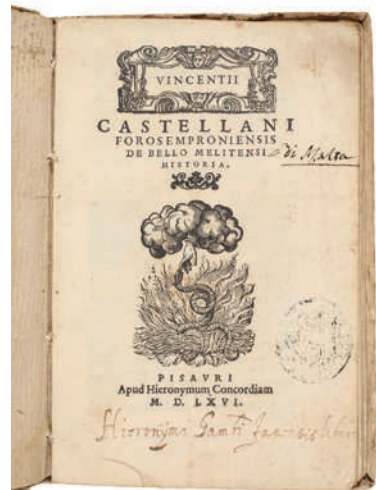 VINCENTII
CASTELLANI
FOROSEMPRONIENSIS
DE BELLO MELITENSI
di Malta
HISTORIA.
PISAVRI
Apud Hieronymum Concordiam
M. D. LXVI.
Hieronymi